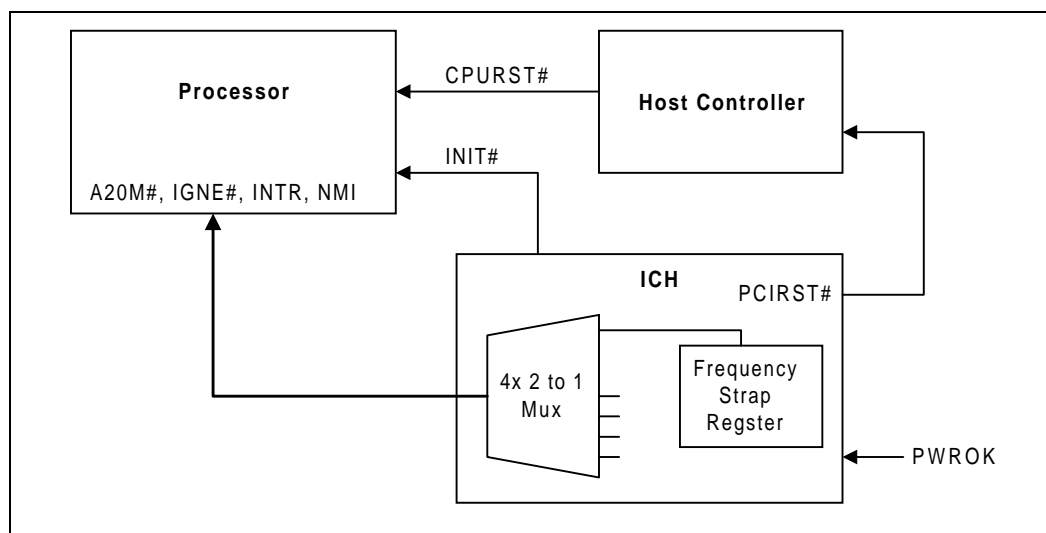 Processor
CPURST#
Host Controller
INIT#
A20M#, IGNE#, INTR, NMI
ICH
PCIRST#
4x 2 to 1
Mux
Frequency
Strap
Regster
PWROK